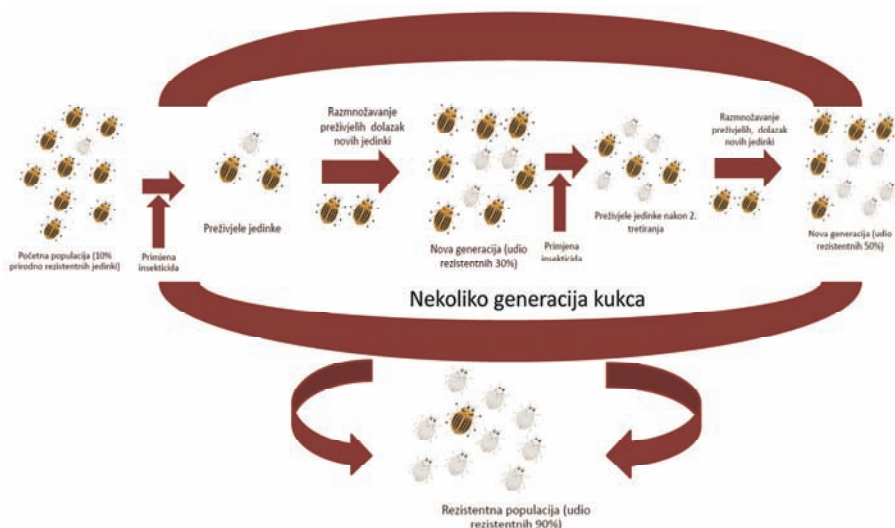 Početna populacija (10%
prirodno rezistentnih jedinki)
Primjena
insekticida
Preživjele jedinke
Razmnožavanje
preživjelih dolazak
novih jedinki
Nova generacija (udio
rezistentnih 30%)
Primjena
insekticida
Preživjele jedinke nakon 2.
tretiranja
Razmnožavanje
preživjelih, dolazak
novih jedinki
Nova generacija (udio
rezistentnih 50%)
Nekoliko generacija kukca
Rezistentna populacija (udio
rezistentnih 90%)